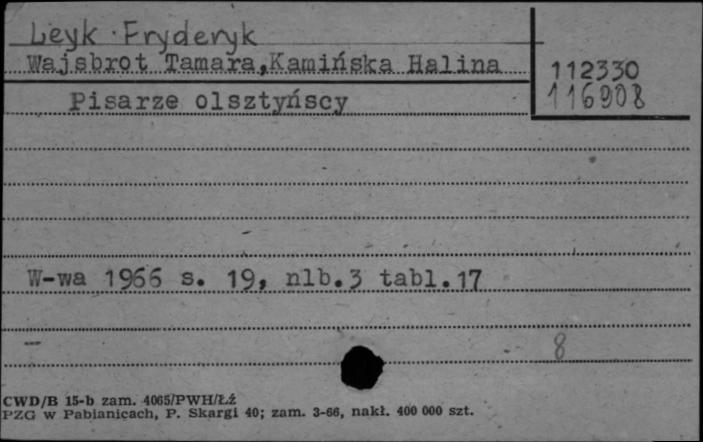 Leyk Fryderyk
Wajsbrot Tamara,Kamińska Halina
112330
116908
Pisarze olsztyńscy
W-wa 1966 s. 19, nlb.3 tabl.17
8
CWD/B 15-b zam. 4065/PWH/Łź
PZG w Pabianicach, P. Skargi 40; zam. 3-66, nakł. 400 000 szt.